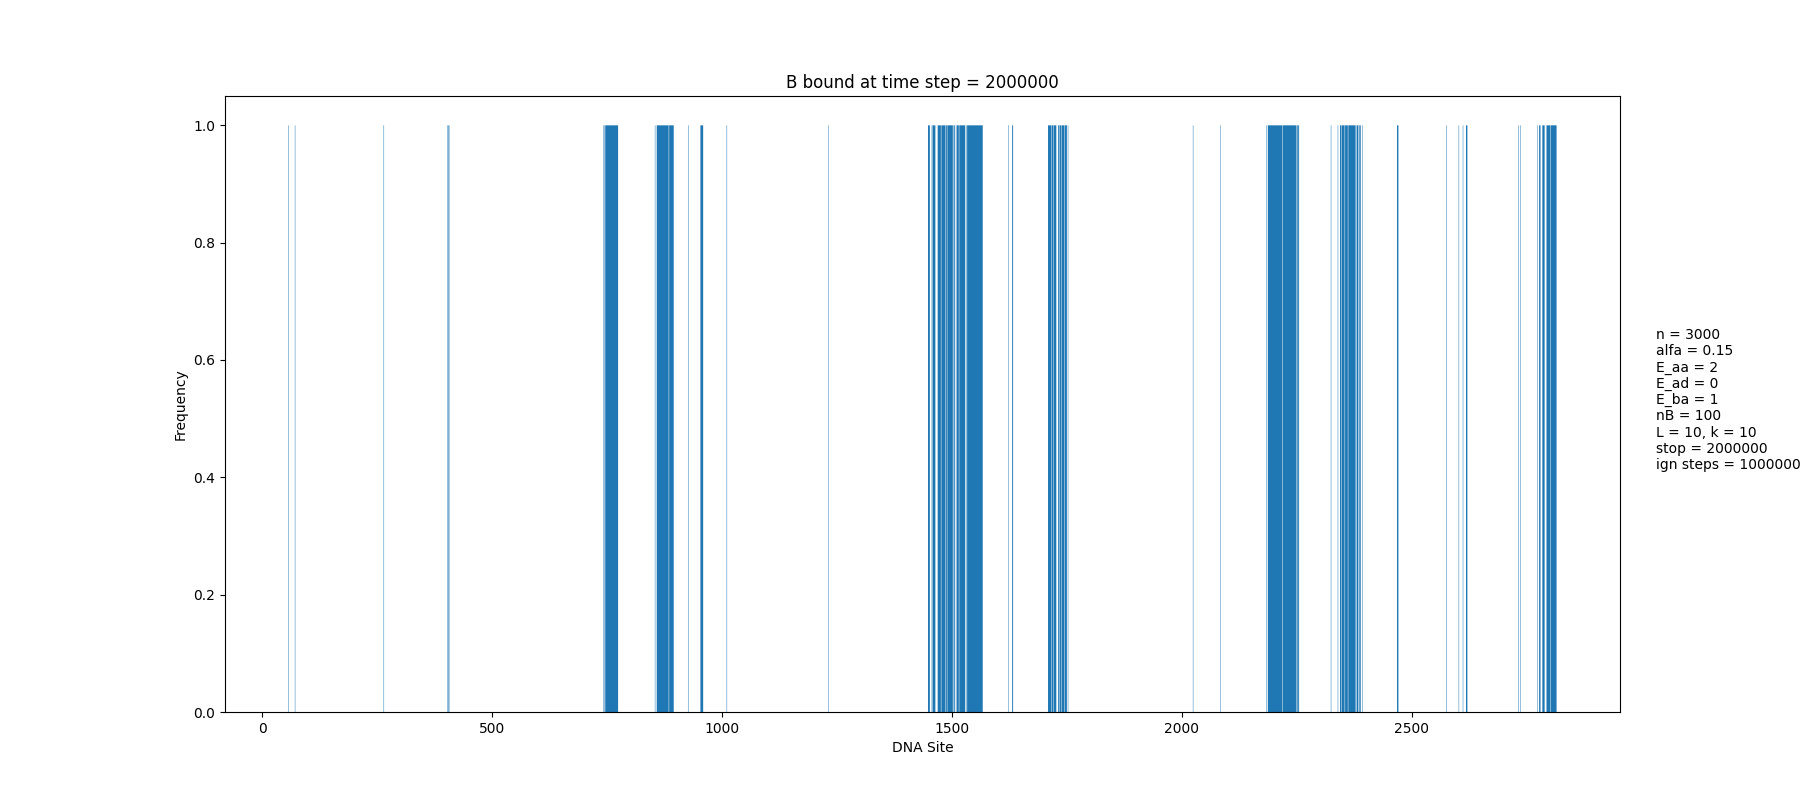 B bound at time step = 2000000
1.0
0.8
0.6
0.4
0.2
0.0
Frequency
0 500 1000 1500 2000 2500
DNA Site
n = 3000
alfa = 0.15
E_aa = 2
E_ad = 0
E_ba = 1
nB = 100
L = 10, k = 10
stop = 2000000
ign steps = 1000000